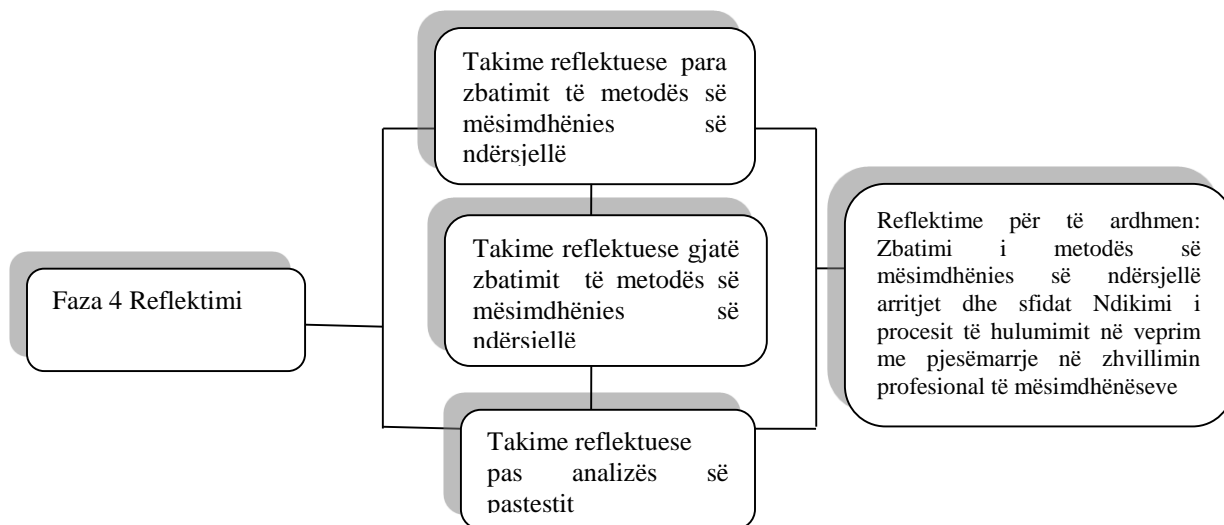 Takime reflektuese para
zbatimit të metodës së
mësimdhënies së
ndërsjellë
Takime reflektuese gjatë
zbatimit të metodës së
mësimdhënies së
ndërsjellë
Faza 4 Reflektimi
Takime reflektuese
pas analizës së
pastestit
Reflektime për të ardhmen:
Zbatimi i metodës së
mësimdhënies së ndërsjellë
arritjet dhe sfidat Ndikimi i
procesit të hulumimit në veprim
me pjesëmarrje në zhvillimin
profesional të mësimdhënëseve